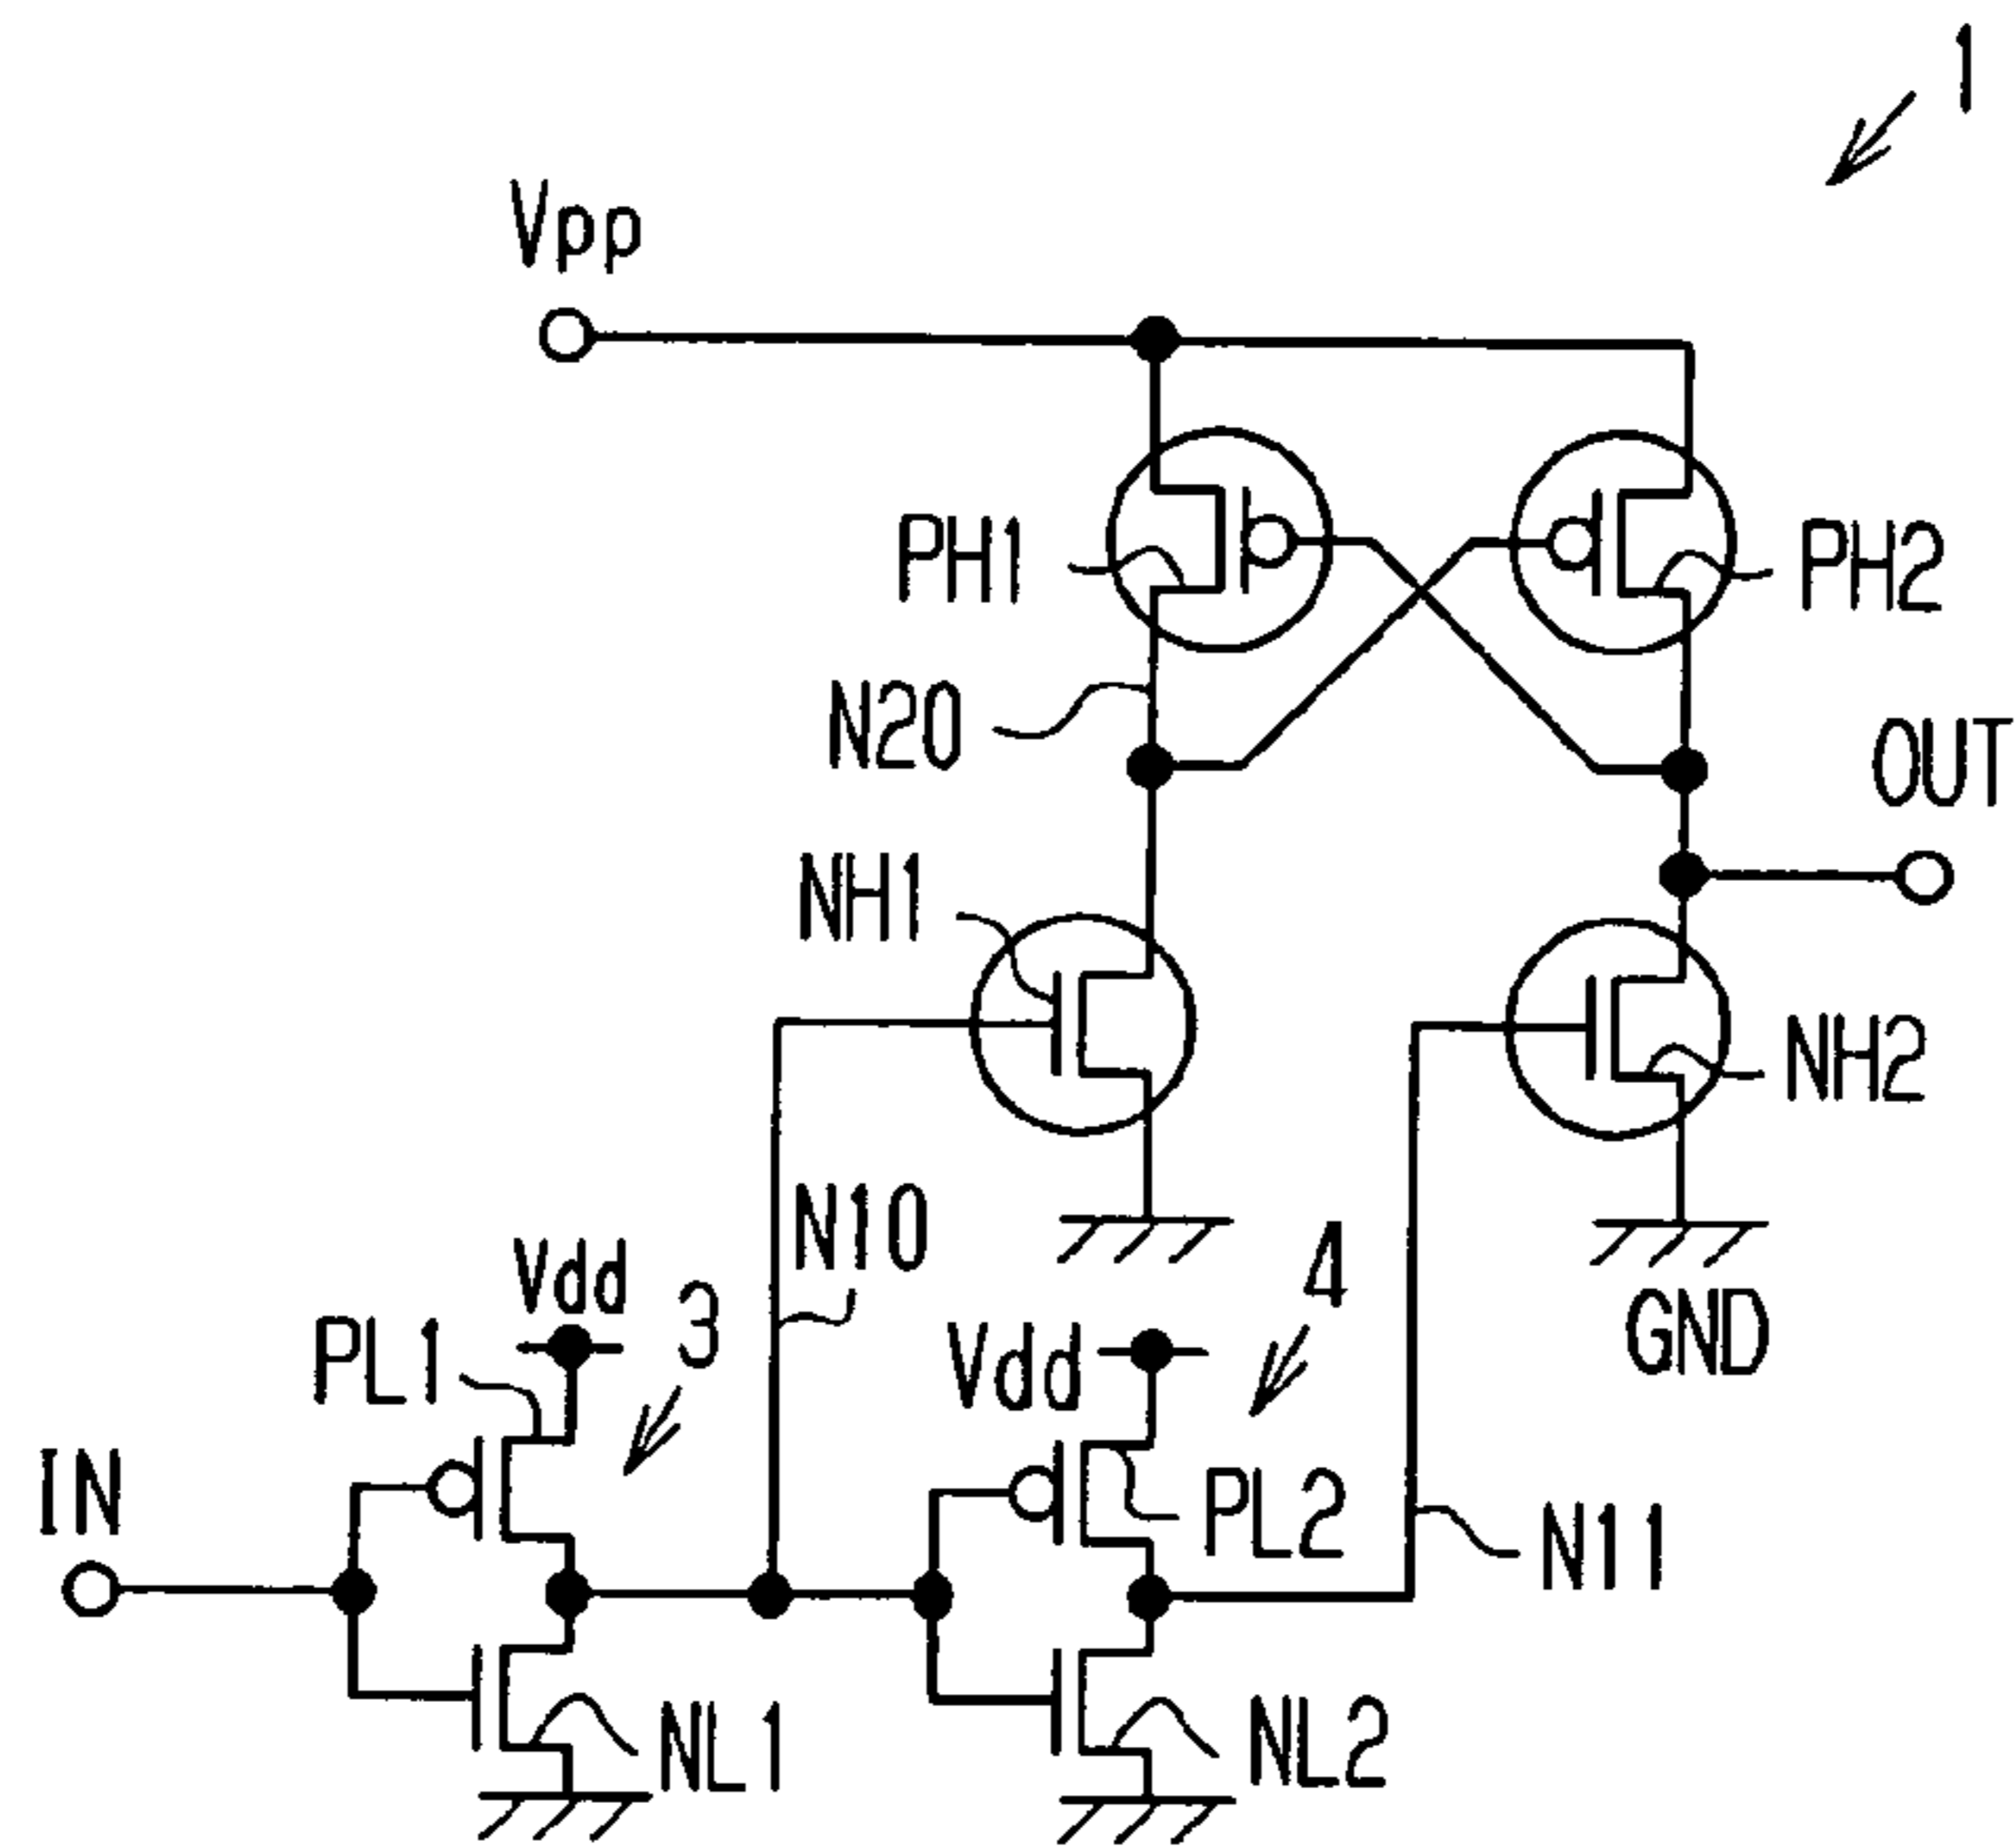 1
Vpp
PH1
PH2
N20
OUT
NH1
NH2
N10
Vdd
3
4
GND
PL1
Vdd
IN
PL2
N11
NL1
NL2